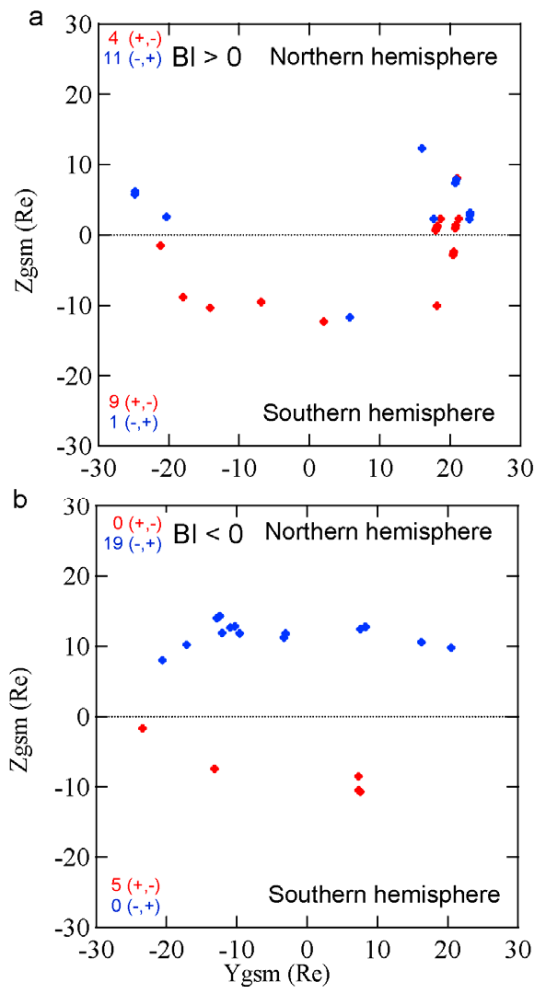 a
30
20
10
0
-10
-20
-30
Zgsm (Re)
4 (+,-)
11 (-,+)
Bl > 0
Northern hemisphere
9 (+,-)
1 (-,+)
Southern hemisphere
-30 -20 -10 0 10 20 30
b
30
20
10
0
-10
-20
-30
Zgsm (Re)
0 (+,-)
19 (-,+)
Bl < 0
Northern hemisphere
5 (+,-)
0 (-,+)
Southern hemisphere
-30 -20 -10 0 10 20 30
Ygsm (Re)